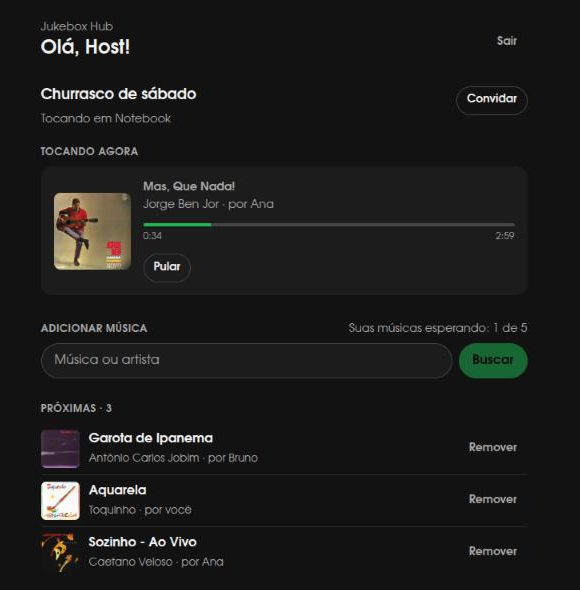 Jukebox Hub
Olá, Host!
Sair
Churrasco de sábado
Convidar
Tocando em Notebook
TOCANDO AGORA
Mas, Que Nada!
Jorge Ben Jor · por Ana
0:34
2:59
Pular
ADICIONAR MÚSICA
Suas músicas esperando: 1 de 5
Música ou artista
Buscar
PRÓXIMAS · 3
Garota de Ipanema
Antônio Carlos Jobim · por Bruno
Remover
Aquarela
Toquinho · por você
Remover
Sozinho - Ao Vivo
Caetano Veloso · por Ana
Remover